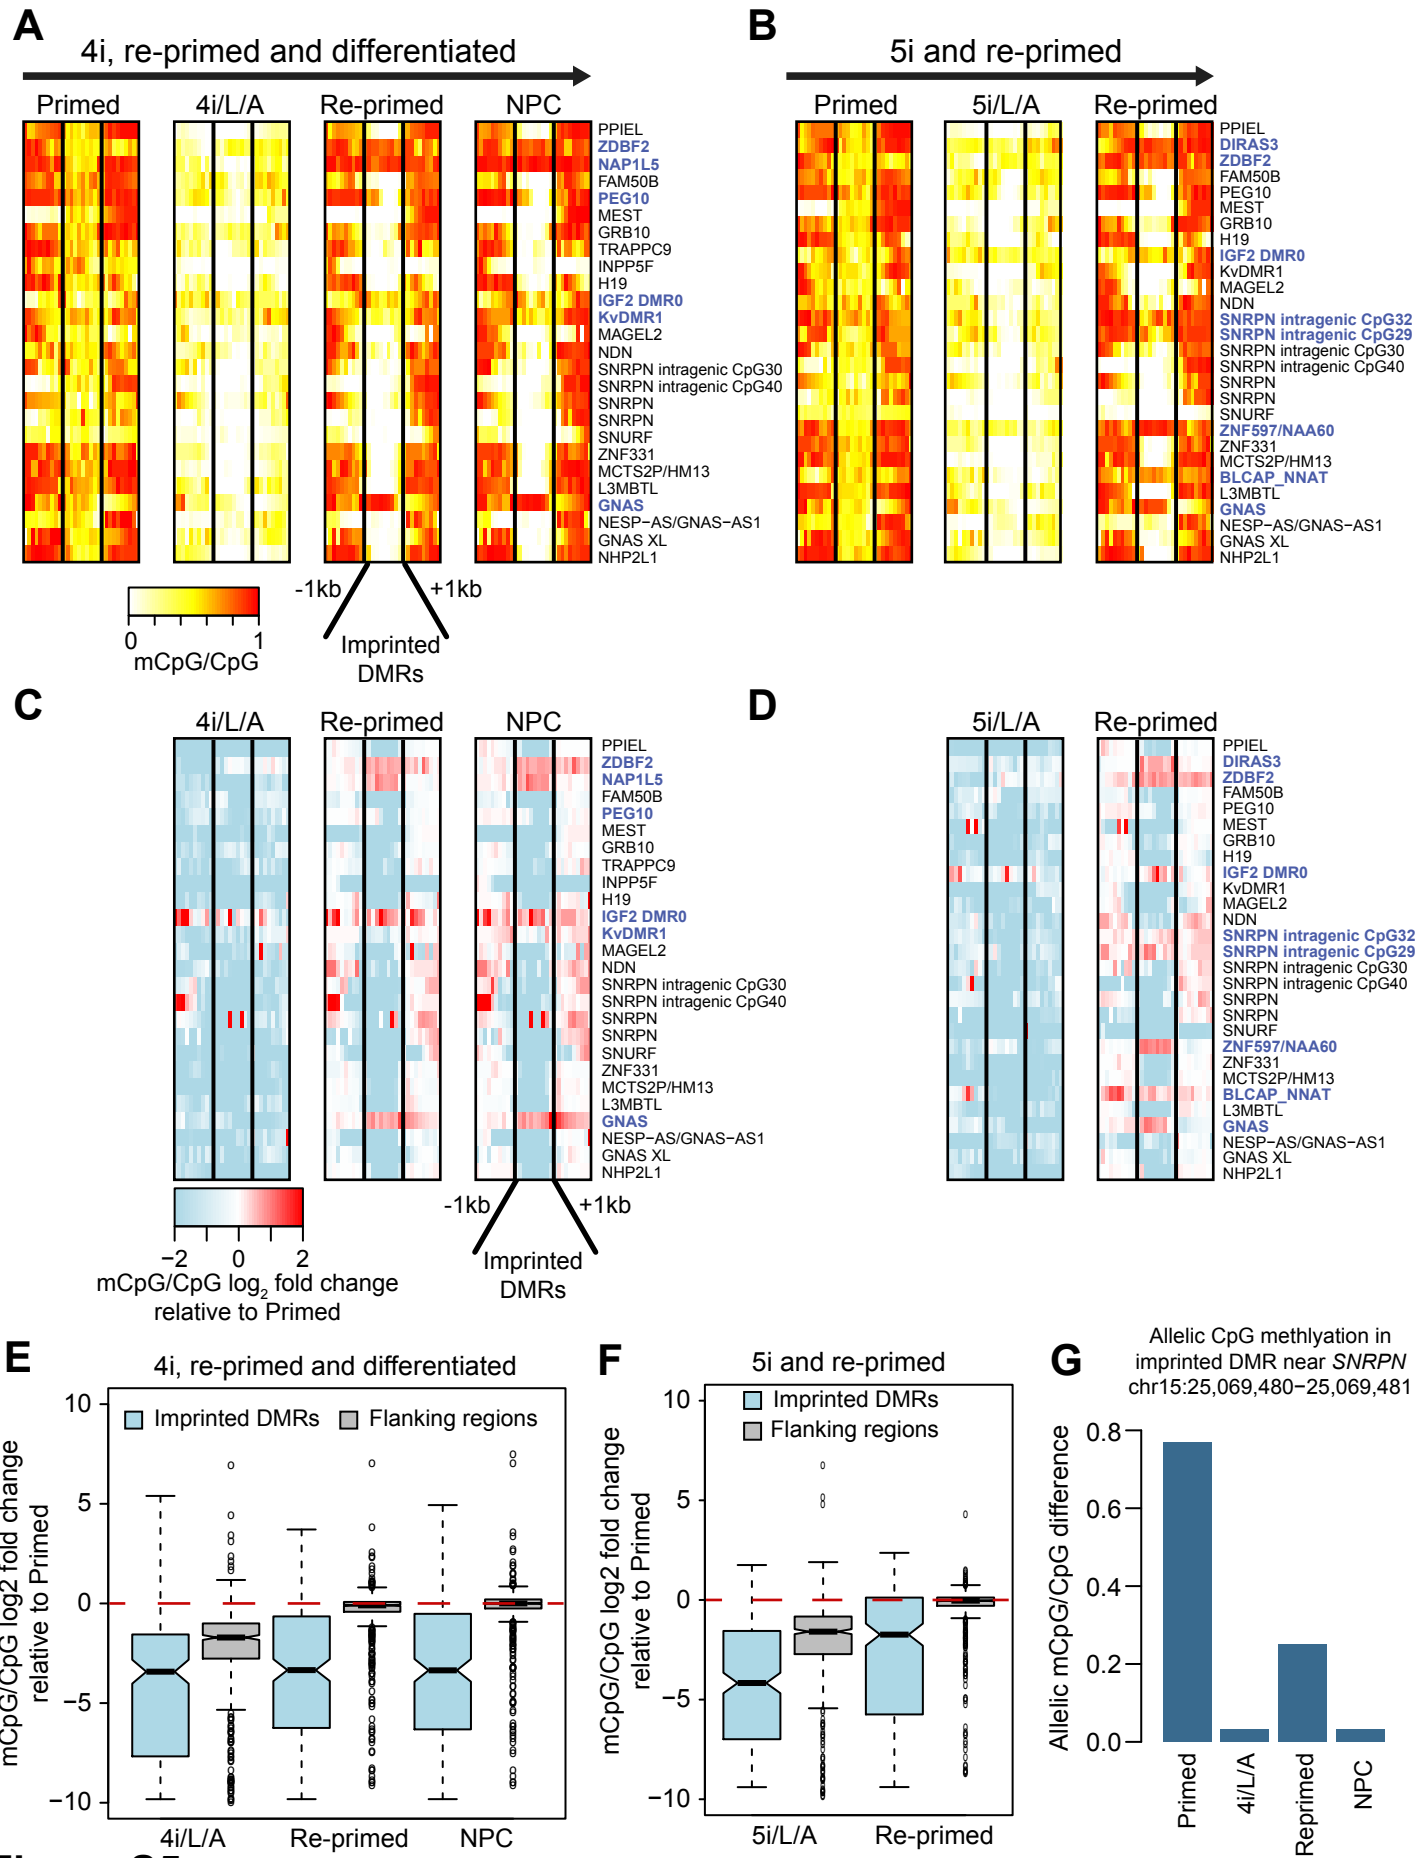 A
4i, re-primed and differentiated
Primed
4i/L/A
Re-primed
NPC
PPIEL
ZDBF2
NAP1L5
FAM50B
PEG10
MEST
GRB10
TRAPPC9
INPP5F
H19
IGF2 DMR0
KvDMR1
MAGEL2
NDN
SNRPN intragenic CpG30
SNRPN intragenic CpG40
SNRPN
SNRPN
SNURF
ZNF331
MCTS2P/HM13
L3MBTL
GNAS
NESP−AS/GNAS−AS1
GNAS XL
NHP2L1
0
1
mCpG/CpG
-1kb
+1kb
Imprinted
DMRs
B
5i and re-primed
Primed
5i/L/A
Re-primed
PPIEL
DIRAS3
ZDBF2
FAM50B
PEG10
MEST
GRB10
H19
IGF2 DMR0
KvDMR1
MAGEL2
NDN
SNRPN intragenic CpG32
SNRPN intragenic CpG29
SNRPN intragenic CpG30
SNRPN intragenic CpG40
SNRPN
SNRPN
SNURF
ZNF597/NAA60
ZNF331
MCTS2P/HM13
BLCAP_NNAT
L3MBTL
GNAS
NESP−AS/GNAS−AS1
GNAS XL
NHP2L1
C
4i/L/A
Re-primed
NPC
PPIEL
ZDBF2
NAP1L5
FAM50B
PEG10
MEST
GRB10
TRAPPC9
INPP5F
H19
IGF2 DMR0
KvDMR1
MAGEL2
NDN
SNRPN intragenic CpG30
SNRPN intragenic CpG40
SNRPN
SNRPN
SNURF
ZNF331
MCTS2P/HM13
L3MBTL
GNAS
NESP−AS/GNAS−AS1
GNAS XL
NHP2L1
−2
0
2
mCpG/CpG log2 fold change
relative to Primed
-1kb
+1kb
Imprinted
DMRs
D
5i/L/A
Re-primed
PPIEL
DIRAS3
ZDBF2
FAM50B
PEG10
MEST
GRB10
H19
IGF2 DMR0
KvDMR1
MAGEL2
NDN
SNRPN intragenic CpG32
SNRPN intragenic CpG29
SNRPN intragenic CpG30
SNRPN intragenic CpG40
SNRPN
SNRPN
SNURF
ZNF597/NAA60
ZNF331
MCTS2P/HM13
BLCAP_NNAT
L3MBTL
GNAS
NESP−AS/GNAS−AS1
GNAS XL
NHP2L1
E
4i, re-primed and differentiated
mCpG/CpG log2 fold change
relative to Primed
10
5
0
−5
−10
Imprinted DMRs
Flanking regions
4i/L/A
Re-primed
NPC
F
5i and re-primed
mCpG/CpG log2 fold change
relative to Primed
10
5
0
−5
−10
Imprinted DMRs
Flanking regions
5i/L/A
Re-primed
G
Allelic CpG methlyation in
imprinted DMR near SNRPN
chr15:25,069,480−25,069,481
Allelic mCpG/CpG difference
0.8
0.6
0.4
0.2
0.0
Primed
4i/L/A
Reprimed
NPC